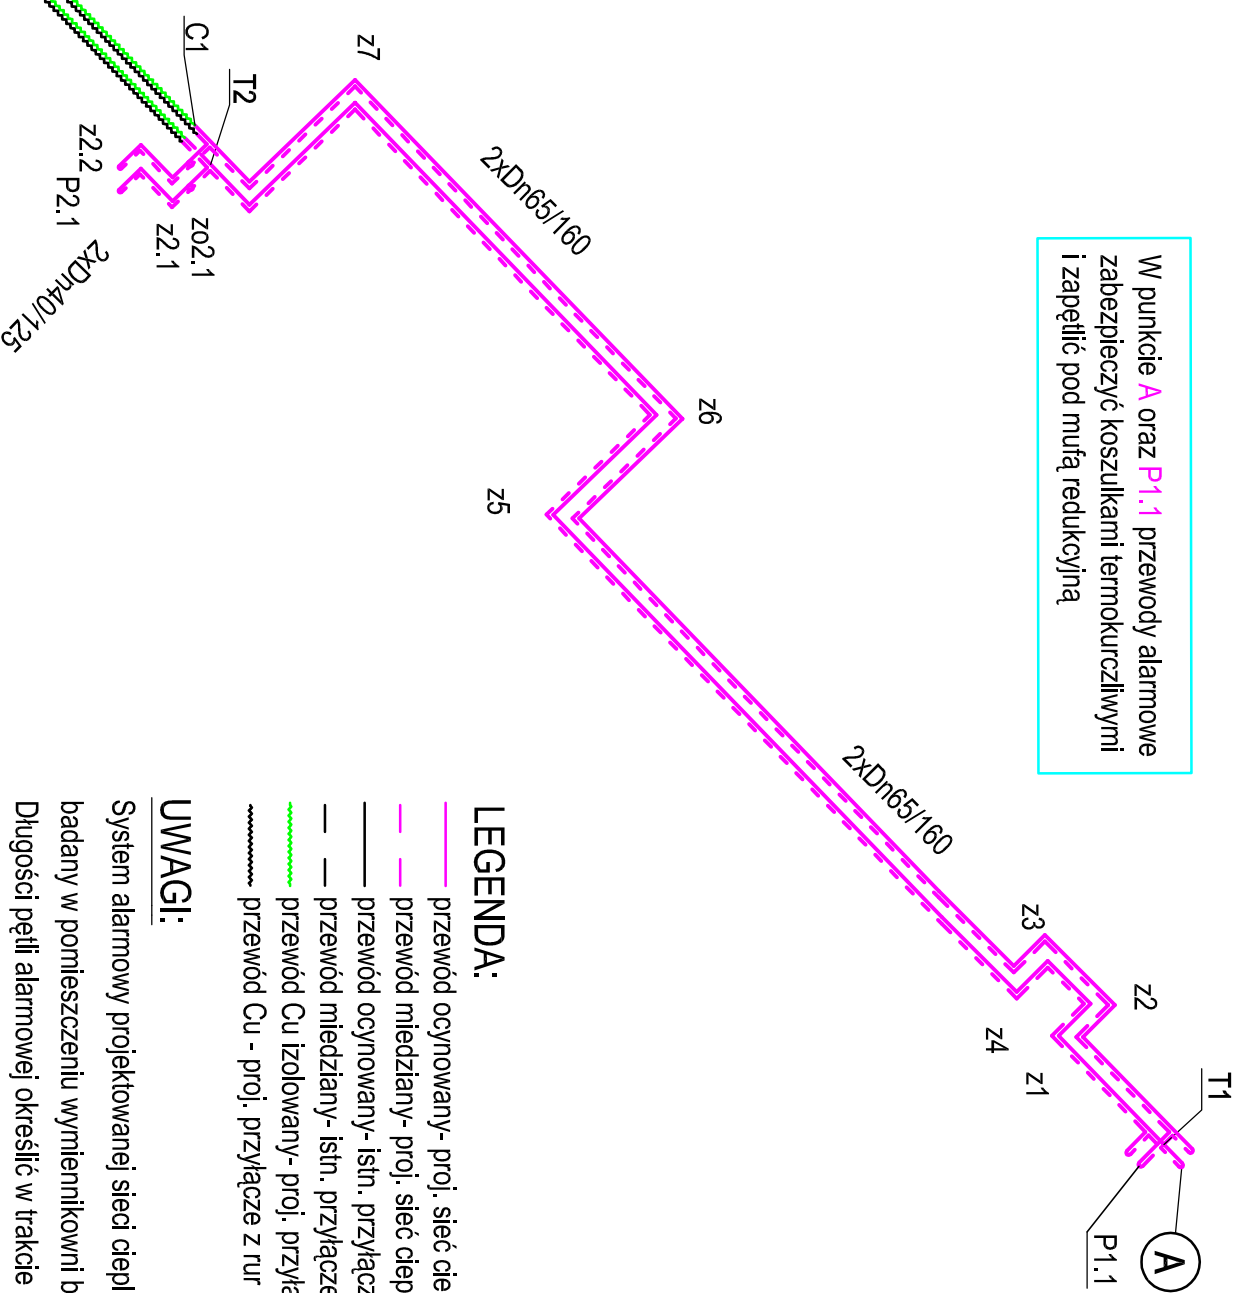 W punkcie A oraz P1.1 przewody alarmowe
zabezpieczyć koszulkami termokurczliwymi
i zapętlić pod mufą redukcyjną
T1
A
P1.1
z2
z1
z3
z4
2xDn65/160
z6
z5
2xDn65/160
z7
T2
C1
zo2.1
z2.1
z2.2
P2.1
2xDn40/125
LEGENDA:
przewód ocynowany- proj. sieć cie
przewód miedziany- proj. sieć ciep
przewód ocynowany- istn. przyłącz
przewód miedziany- istn. przyłącze
przewód Cu izolowany- proj. przyła
przewód Cu - proj. przyłącze z rur
UWAGI:
System alarmowy projektowanej sieci ciepl
badany w pomieszczeniu wymiennikowni b
Długości pętli alarmowej określić w trakcie